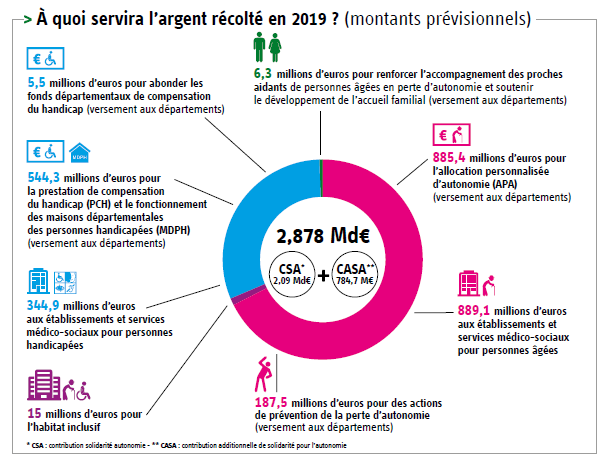 > À quoi servira l'argent récolté en 2019 ? (montants prévisionnels)
€
5,5 millions d'euros pour abonder les
fonds départementaux de compensation
du handicap (versement aux départements)
6,3 millions d'euros pour renforcer l'accompagnement des proches
aidants de personnes âgées en perte d'autonomie et soutenir
le développement de l'accueil familial (versement aux départements)
€
MDPH
544,3 millions d'euros pour
la prestation de compensation
du handicap (PCH) et le fonctionnement
des maisons départementales
des personnes handicapées (MDPH)
(versement aux départements)
€
885,4 millions d'euros pour
l'allocation personnalisée
d'autonomie (APA)
(versement aux départements)
2,878 Md€
CSA*
2,09 Md€
+
CASA**
784,7 M€
344,9 millions d'euros
aux établissements et services
médico-sociaux pour personnes
handicapées
889,1 millions d'euros
aux établissements et
services médico-sociaux
pour personnes âgées
15 millions d'euros pour
l'habitat inclusif
187,5 millions d'euros pour des actions
de prévention de la perte d'autonomie
(versement aux départements)
* CSA : contribution solidarité autonomie - ** CASA : contribution additionnelle de solidarité pour l'autonomie